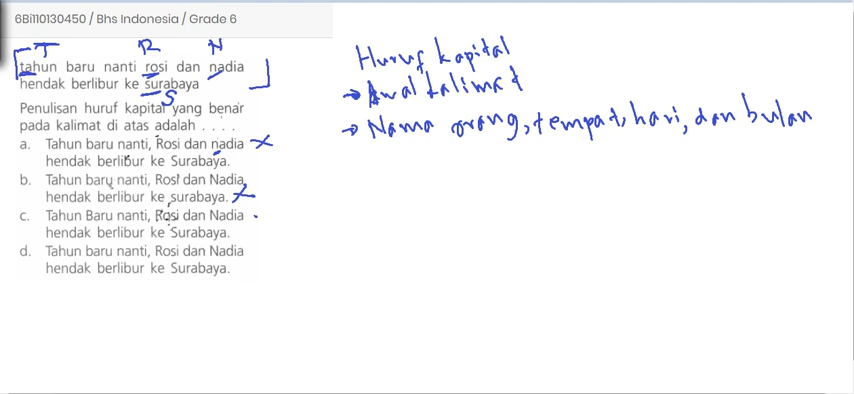 6Bi110130450 / Bhs Indonesia / Grade 6
T R N
tahun baru nanti rosi dan nadia
hendak berlibur ke surabaya
S
Penulisan huruf kapital yang benar
pada kalimat di atas adalah . . . .
a. Tahun baru nanti, Rosi dan nadia
hendak berlibur ke Surabaya.
b. Tahun baru nanti, Rosi dan Nadia
hendak berlibur ke surabaya.
c. Tahun Baru nanti, Rosi dan Nadia
hendak berlibur ke Surabaya.
d. Tahun baru nanti, Rosi dan Nadia
hendak berlibur ke Surabaya.
Huruf kapital
→ Awal kalimat
→ Nama orang, tempat, hari, dan bulan